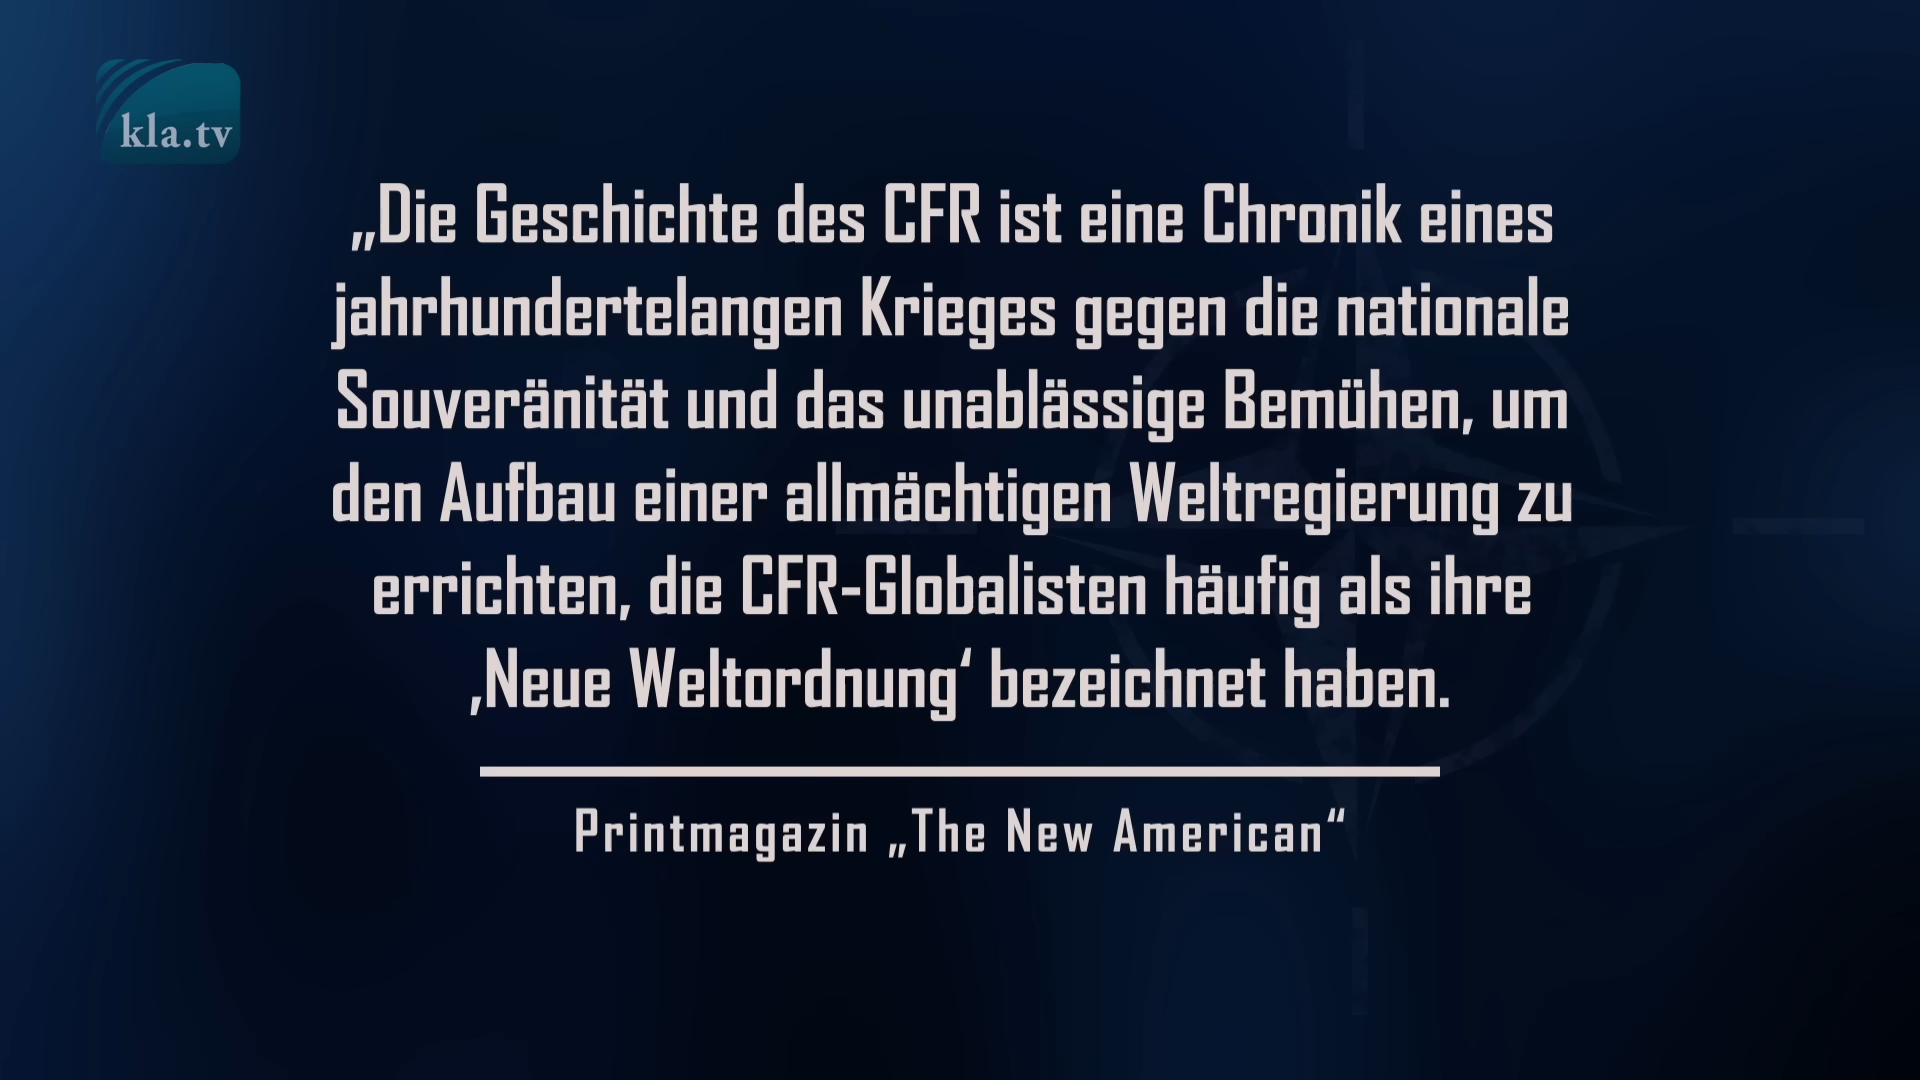 kla.tv
„Die Geschichte des CFR ist eine Chronik eines
jahrhundertelangen Krieges gegen die nationale
Souveränität und das unablässige Bemühen, um
den Aufbau einer allmächtigen Weltregierung zu
errichten, die CFR-Globalisten häufig als ihre
‚Neue Weltordnung‘ bezeichnet haben.
Printmagazin „The New American“